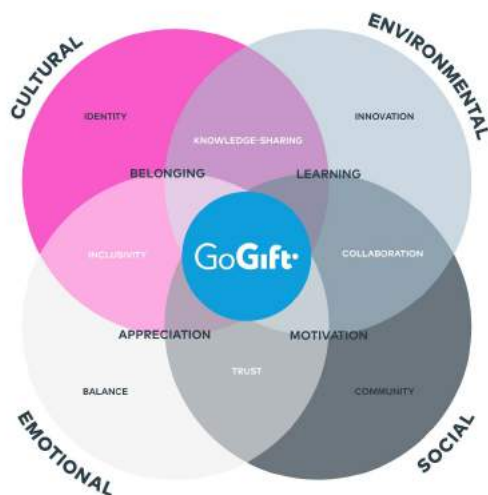 CULTURAL
ENVIRONMENTAL
IDENTITY
INNOVATION
KNOWLEDGE-SHARING
BELONGING
LEARNING
INCLUSIVITY
GoGift
COLLABORATION
APPRECIATION
MOTIVATION
TRUST
BALANCE
COMMUNITY
EMOTIONAL
SOCIAL